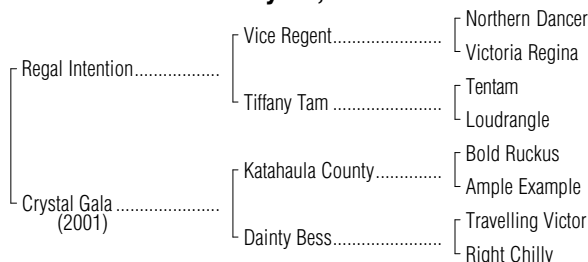 Northern Dancer
Vice Regent....................
Victoria Regina
Regal Intention..................
Tentam
Tiffany Tam ...................
Loudrangle
Bold Ruckus
Katahaula County...........
Ample Example
Crystal Gala ......................
(2001)
Travelling Victor
Dainty Bess....................
Right Chilly